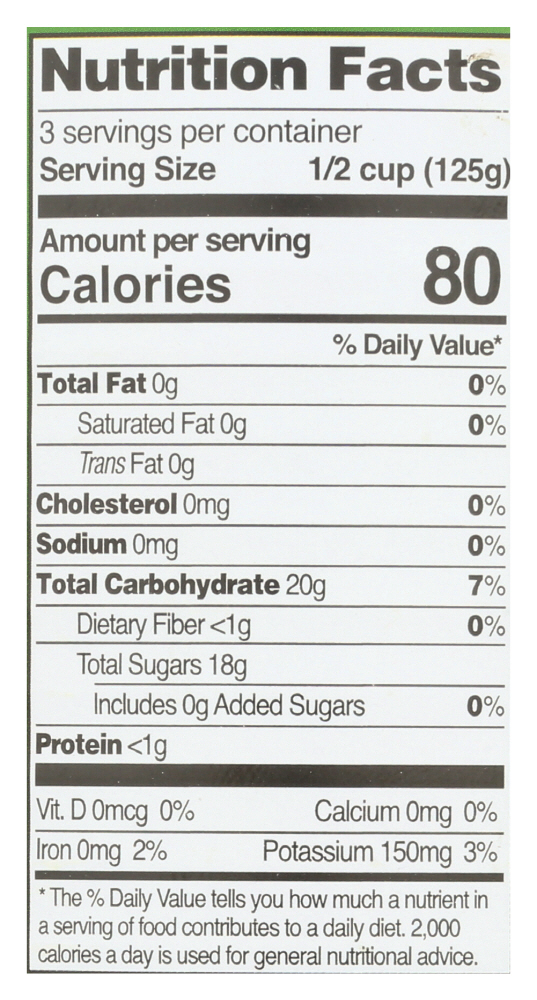 Nutrition Facts
3 servings per container
Serving Size 1/2 cup (125g)
Amount per serving
Calories 80
% Daily Value*
Total Fat 0g 0%
Saturated Fat 0g 0%
Trans Fat 0g
Cholesterol 0mg 0%
Sodium 0mg 0%
Total Carbohydrate 20g 7%
Dietary Fiber <1g 0%
Total Sugars 18g
Includes 0g Added Sugars 0%
Protein <1g
Vit. D 0mcg 0% Calcium 0mg 0%
Iron 0mg 2% Potassium 150mg 3%
* The % Daily Value tells you how much a nutrient in
a serving of food contributes to a daily diet. 2,000
calories a day is used for general nutritional advice.